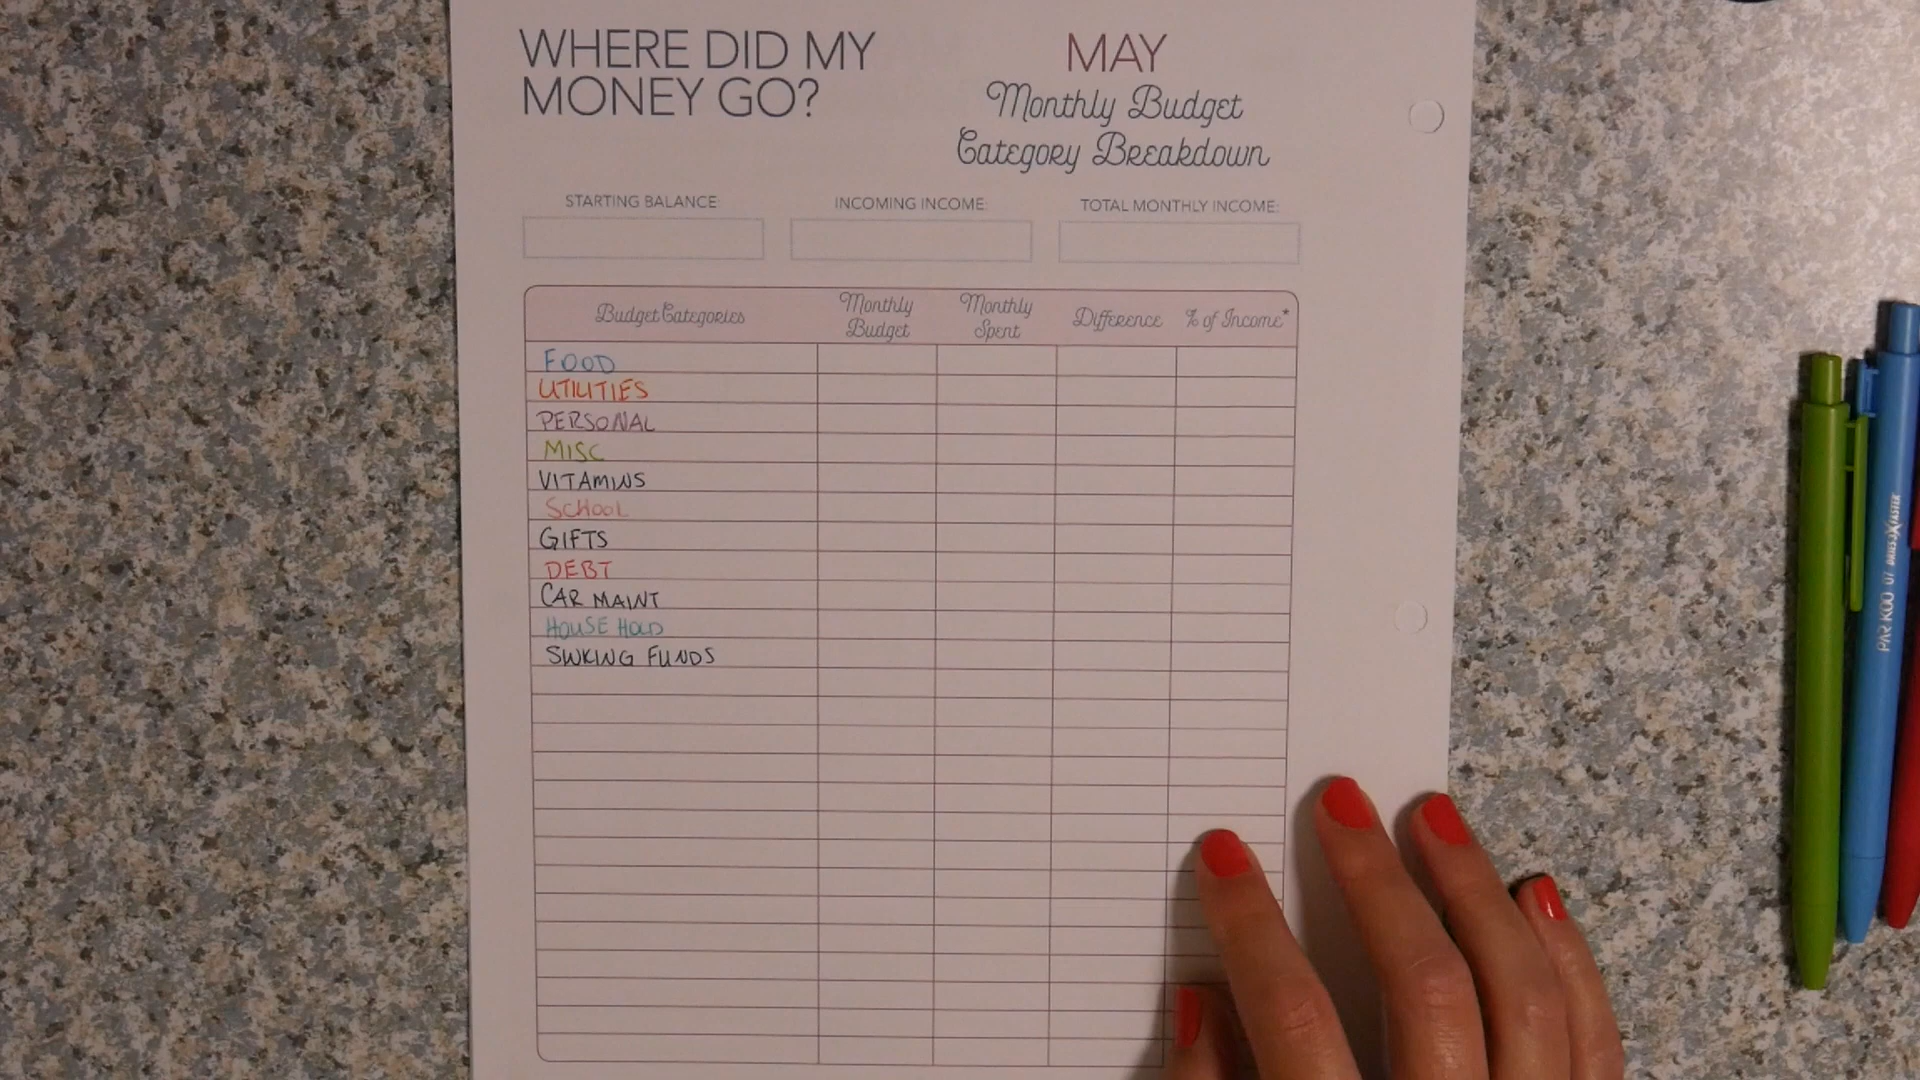 WHERE DID MY
MONEY GO?
MAY
Monthly Budget
Category Breakdown
STARTING BALANCE:
INCOMING INCOME:
TOTAL MONTHLY INCOME:
Budget Categories
Monthly
Budget
Monthly
Spent
Difference
% of Income*
FOOD
UTILITIES
PERSONAL
MISC
VITAMINS
SCHOOL
GIFTS
DEBT
CAR MAINT
HOUSE HOLD
SINKING FUNDS
PARKOO 07